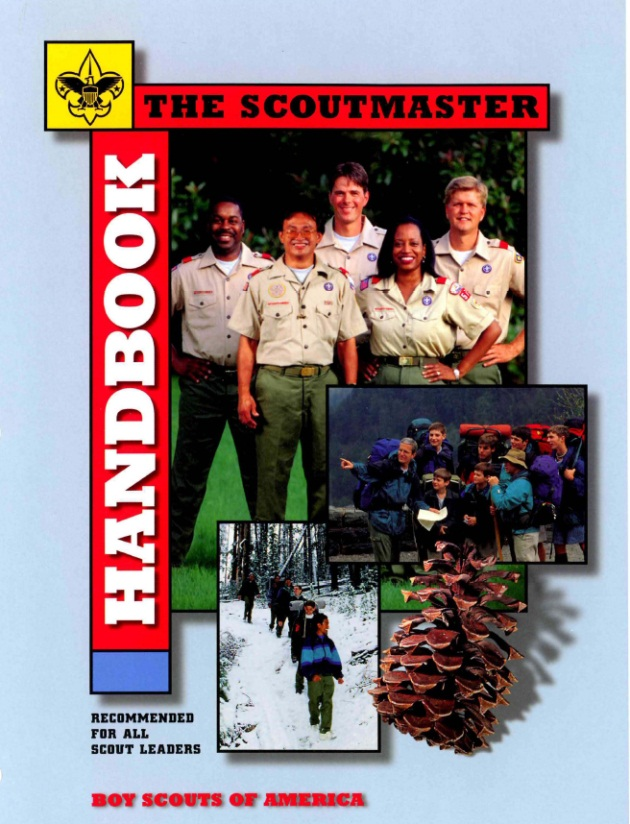 THE SCOUTMASTER
HANDBOOK
RECOMMENDED
FOR ALL
SCOUT LEADERS
BOY SCOUTS OF AMERICA